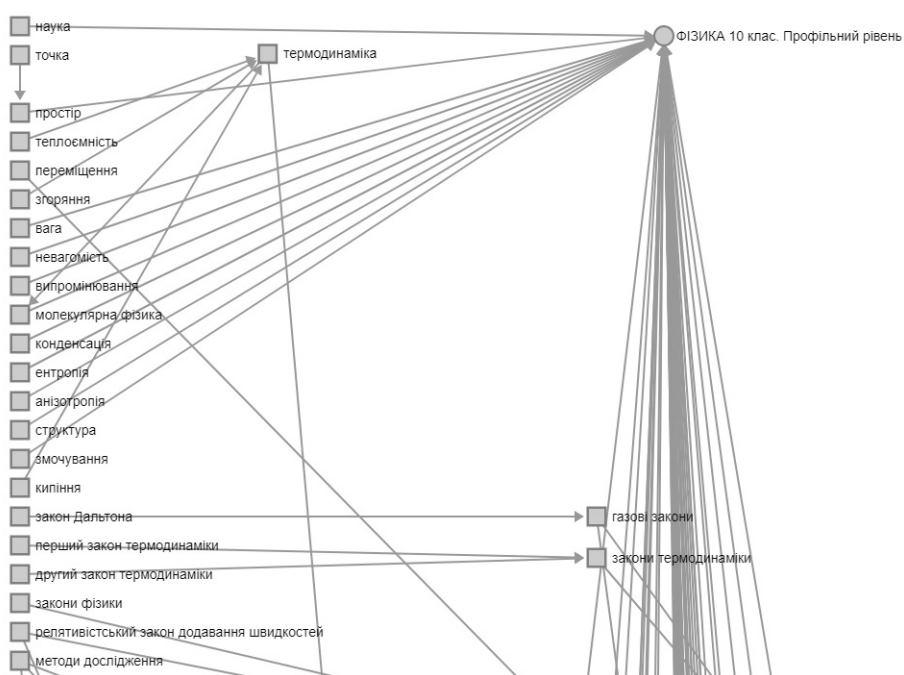 наука
ФІЗИКА 10 клас. Профільний рівень
точка
термодинаміка
простір
теплоємність
переміщення
згоряння
вага
невагомість
випромінювання
молекулярна фізика
конденсація
ентропія
анізотропія
структура
змочування
кипіння
закон Дальтона
газові закони
перший закон термодинаміки
закони термодинаміки
другий закон термодинаміки
закони фізики
релятивістський закон додавання швидкостей
методи дослідження